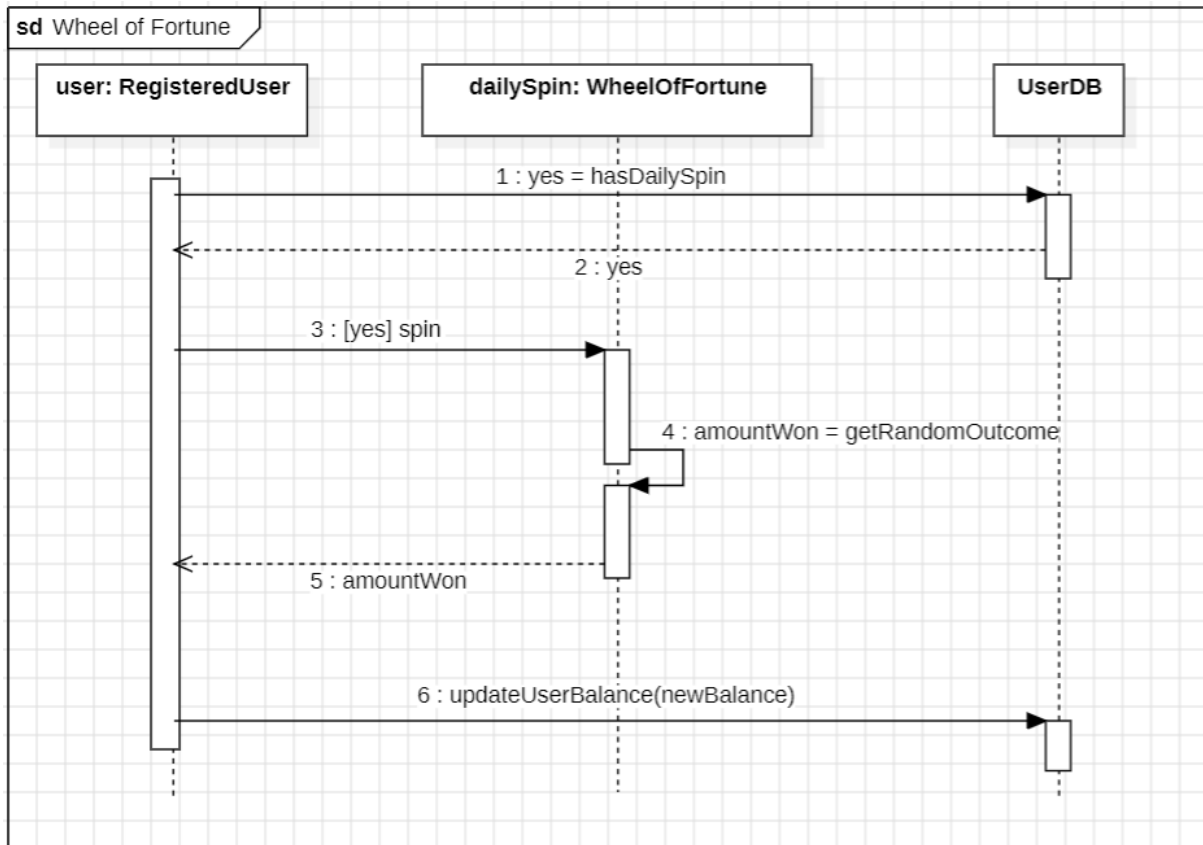 sd Wheel of Fortune
user: RegisteredUser
dailySpin: WheelOfFortune
UserDB
1 : yes = hasDailySpin
2 : yes
3 : [yes] spin
4 : amountWon = getRandomOutcome
5 : amountWon
6 : updateUserBalance(newBalance)